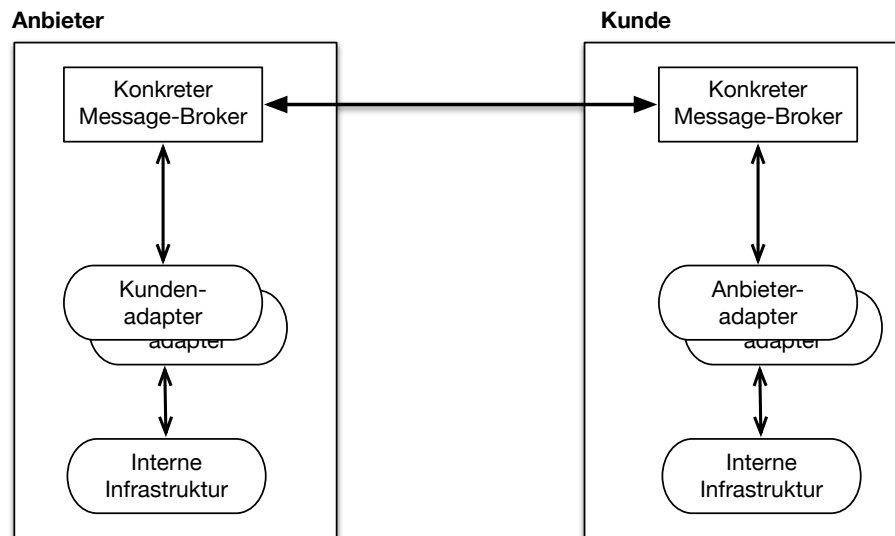 Anbieter
Kunde
Konkreter
Message-Broker
Konkreter
Message-Broker
Kunden-
adapter
adapter
Anbieter-
adapter
adapter
Interne
Infrastruktur
Interne
Infrastruktur